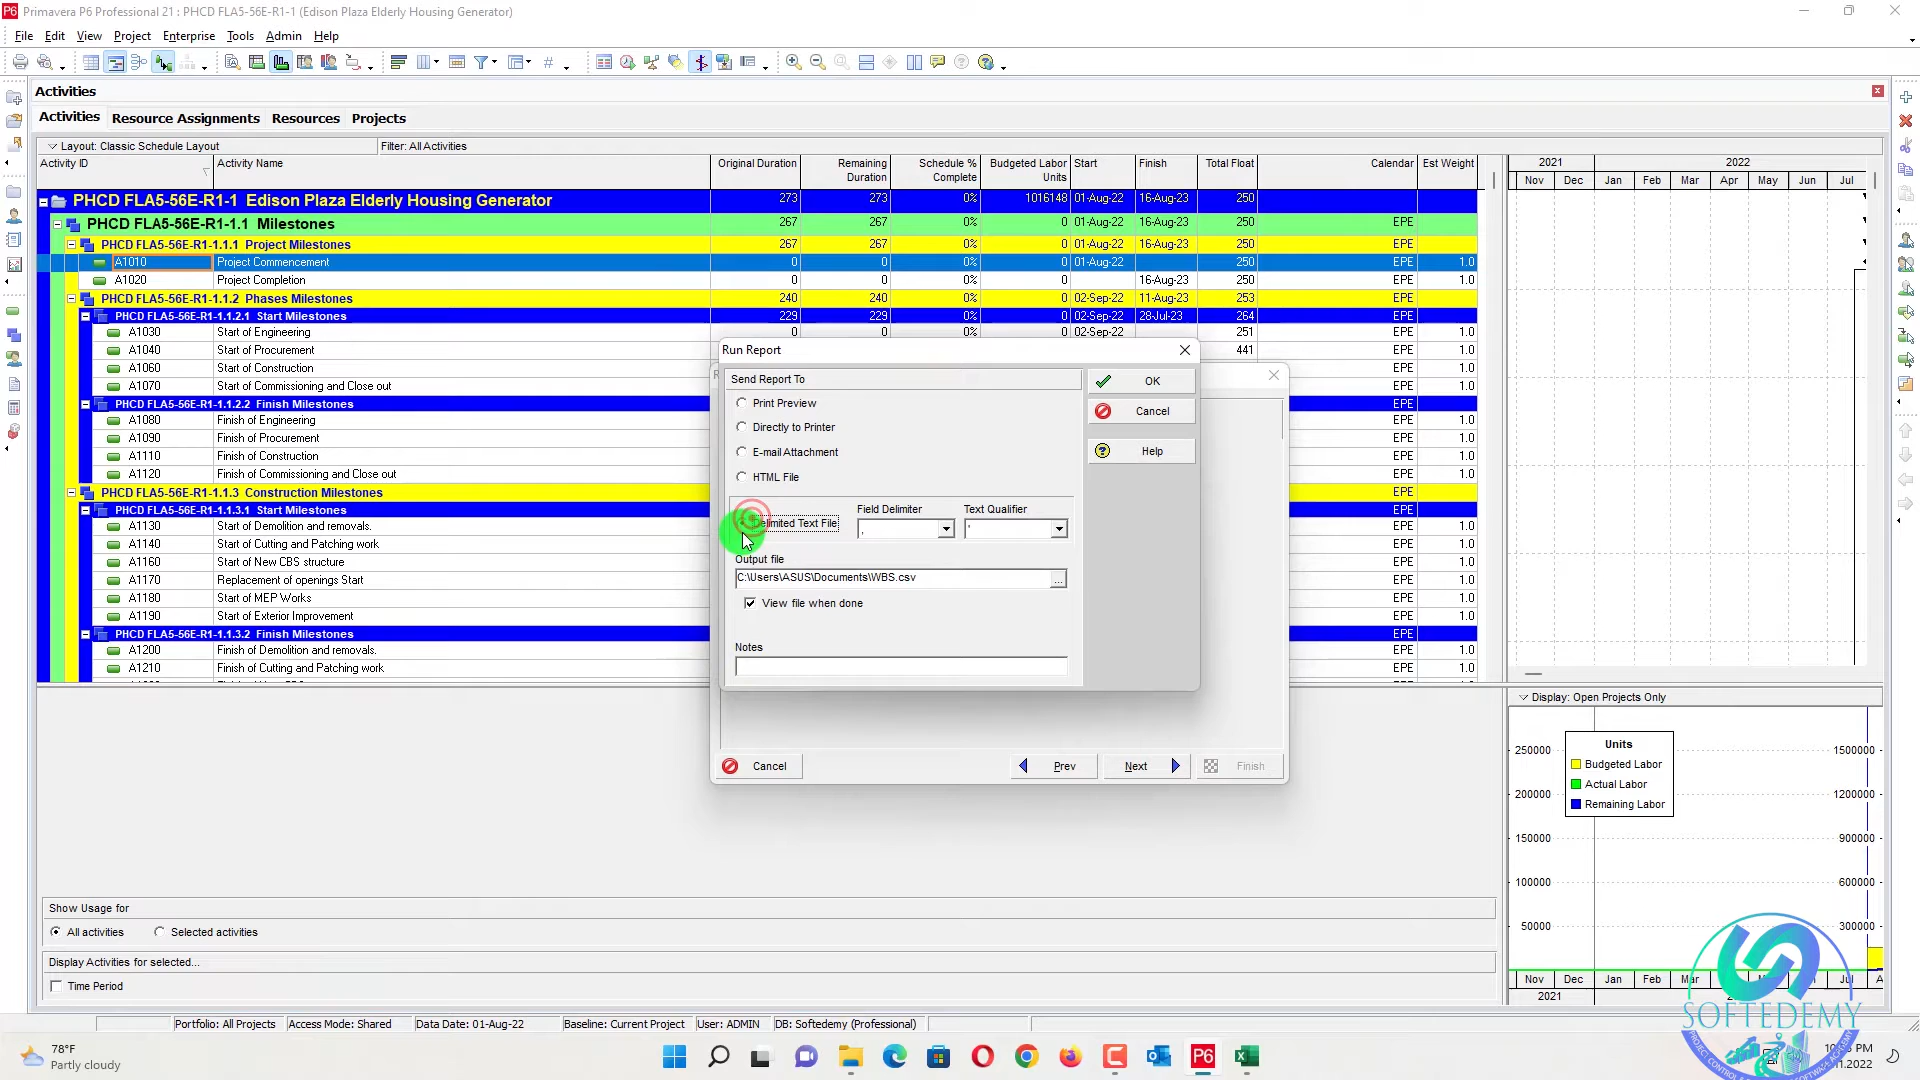 Primavera P6 Professional 21 : PHCD FLA5-56E-R1-1 (Edison Plaza Elderly Housing Generator)
File Edit View Project Enterprise Tools Admin Help
Activities
Activities Resource Assignments Resources Projects
Layout: Classic Schedule Layout Filter: All Activities
Activity ID Activity Name Original Duration Remaining Duration Schedule % Complete Budgeted Labor Units Start Finish Total Float Calendar Est Weight 2021 2022
Nov Dec Jan Feb Mar Apr May Jun Jul
PHCD FLA5-56E-R1-1 Edison Plaza Elderly Housing Generator 273 273 0% 1016148 01-Aug-22 16-Aug-23 250
PHCD FLA5-56E-R1-1.1 Milestones 267 267 0% 0 01-Aug-22 16-Aug-23 250 EPE
PHCD FLA5-56E-R1-1.1.1 Project Milestones 267 267 0% 0 01-Aug-22 16-Aug-23 250 EPE
A1010 Project Commencement 0 0 0% 0 01-Aug-22 250 EPE 1.0
A1020 Project Completion 0 0 0% 0 16-Aug-23 250 EPE 1.0
PHCD FLA5-56E-R1-1.1.2 Phases Milestones 240 240 0% 0 02-Sep-22 11-Aug-23 253 EPE
PHCD FLA5-56E-R1-1.1.2.1 Start Milestones 229 229 0% 0 02-Sep-22 28-Jul-23 264 EPE
A1030 Start of Engineering 0 0 0% 0 02-Sep-22 251 EPE 1.0
A1040 Start of Procurement 441 EPE 1.0
A1060 Start of Construction EPE 1.0
A1070 Start of Commissioning and Close out EPE 1.0
PHCD FLA5-56E-R1-1.1.2.2 Finish Milestones EPE
A1080 Finish of Engineering EPE 1.0
A1090 Finish of Procurement EPE 1.0
A1110 Finish of Construction EPE 1.0
A1120 Finish of Commissioning and Close out EPE 1.0
PHCD FLA5-56E-R1-1.1.3 Construction Milestones EPE
PHCD FLA5-56E-R1-1.1.3.1 Start Milestones EPE
A1130 Start of Demolition and removals. EPE 1.0
A1140 Start of Cutting and Patching work EPE 1.0
A1160 Start of New CBS structure EPE 1.0
A1170 Replacement of openings Start EPE 1.0
A1180 Start of MEP Works EPE 1.0
A1190 Start of Exterior Improvement EPE 1.0
PHCD FLA5-56E-R1-1.1.3.2 Finish Milestones EPE
A1200 Finish of Demolition and removals. EPE 1.0
A1210 Finish of Cutting and Patching work EPE 1.0
Run Report
Send Report To
OK
Print Preview
Cancel
Directly to Printer
E-mail Attachment
Help
HTML File
Field Delimiter Text Qualifier
Delimited Text File , '
Output file
C:\Users\ASUS\Documents\WBS.csv ...
View file when done
Notes
Cancel Prev Next Finish
Display: Open Projects Only
Units
Budgeted Labor
Actual Labor
Remaining Labor
250000 1500000
200000 1200000
150000 900000
100000 600000
50000 300000
Nov Dec Jan Feb Mar Jul A
2021
Show Usage for
All activities Selected activities
Display Activities for selected...
Time Period
SOFTEDEMY
Portfolio: All Projects Access Mode: Shared Data Date: 01-Aug-22 Baseline: Current Project User: ADMIN DB: Softedemy (Professional)
78°F
Partly cloudy